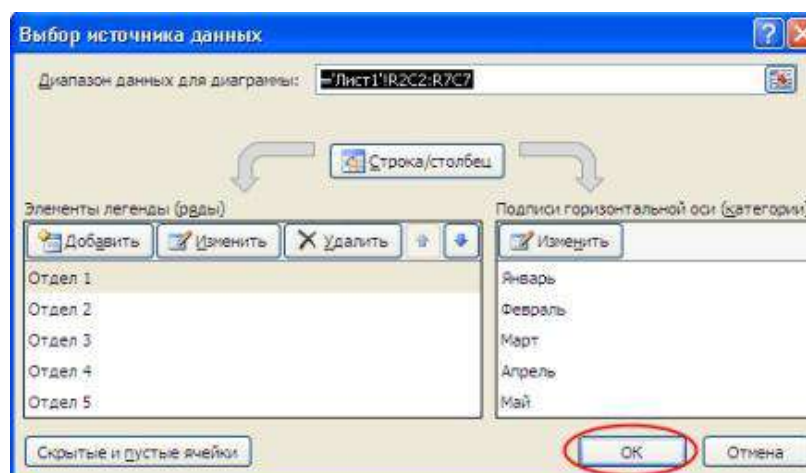 Выбор источника данных
Диапазон данных для диаграммы: ='Лист1'!R2C2:R7C7
Строка/столбец
Элементы легенды (ряды)
Подписи горизонтальной оси (категории)
Добавить Изменить Удалить
Изменить
Отдел 1
Отдел 2
Отдел 3
Отдел 4
Отдел 5
Январь
Февраль
Март
Апрель
Май
Скрытые и пустые ячейки
ОК Отмена